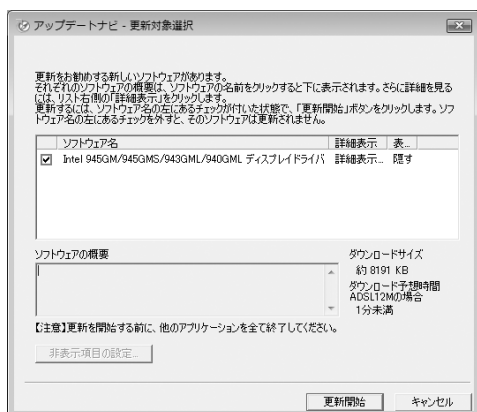 アップデートナビ - 更新対象選択
更新をお勧めする新しいソフトウェアがあります。
それぞれのソフトウェアの概要は、ソフトウェアの名前をクリックすると下に表示されます。さらに詳細を見る
には、リスト右側の「詳細表示」をクリックします。
更新するには、ソフトウェア名の左にあるチェックが付いた状態で、「更新開始」ボタンをクリックします。ソフ
トウェア名の左にあるチェックを外すと、そのソフトウェアは更新されません。
ソフトウェア名 詳細表示 表...
Intel 945GM/945GMS/943GML/940GML ディスプレイドライバ 詳細表示... 隠す
ソフトウェアの概要
ダウンロードサイズ
約 8191 KB
ダウンロード予想時間
ADSL12Mの場合
1分未満
【注意】更新を開始する前に、他のアプリケーションを全て終了してください。
非表示項目の設定...
更新開始 キャンセル